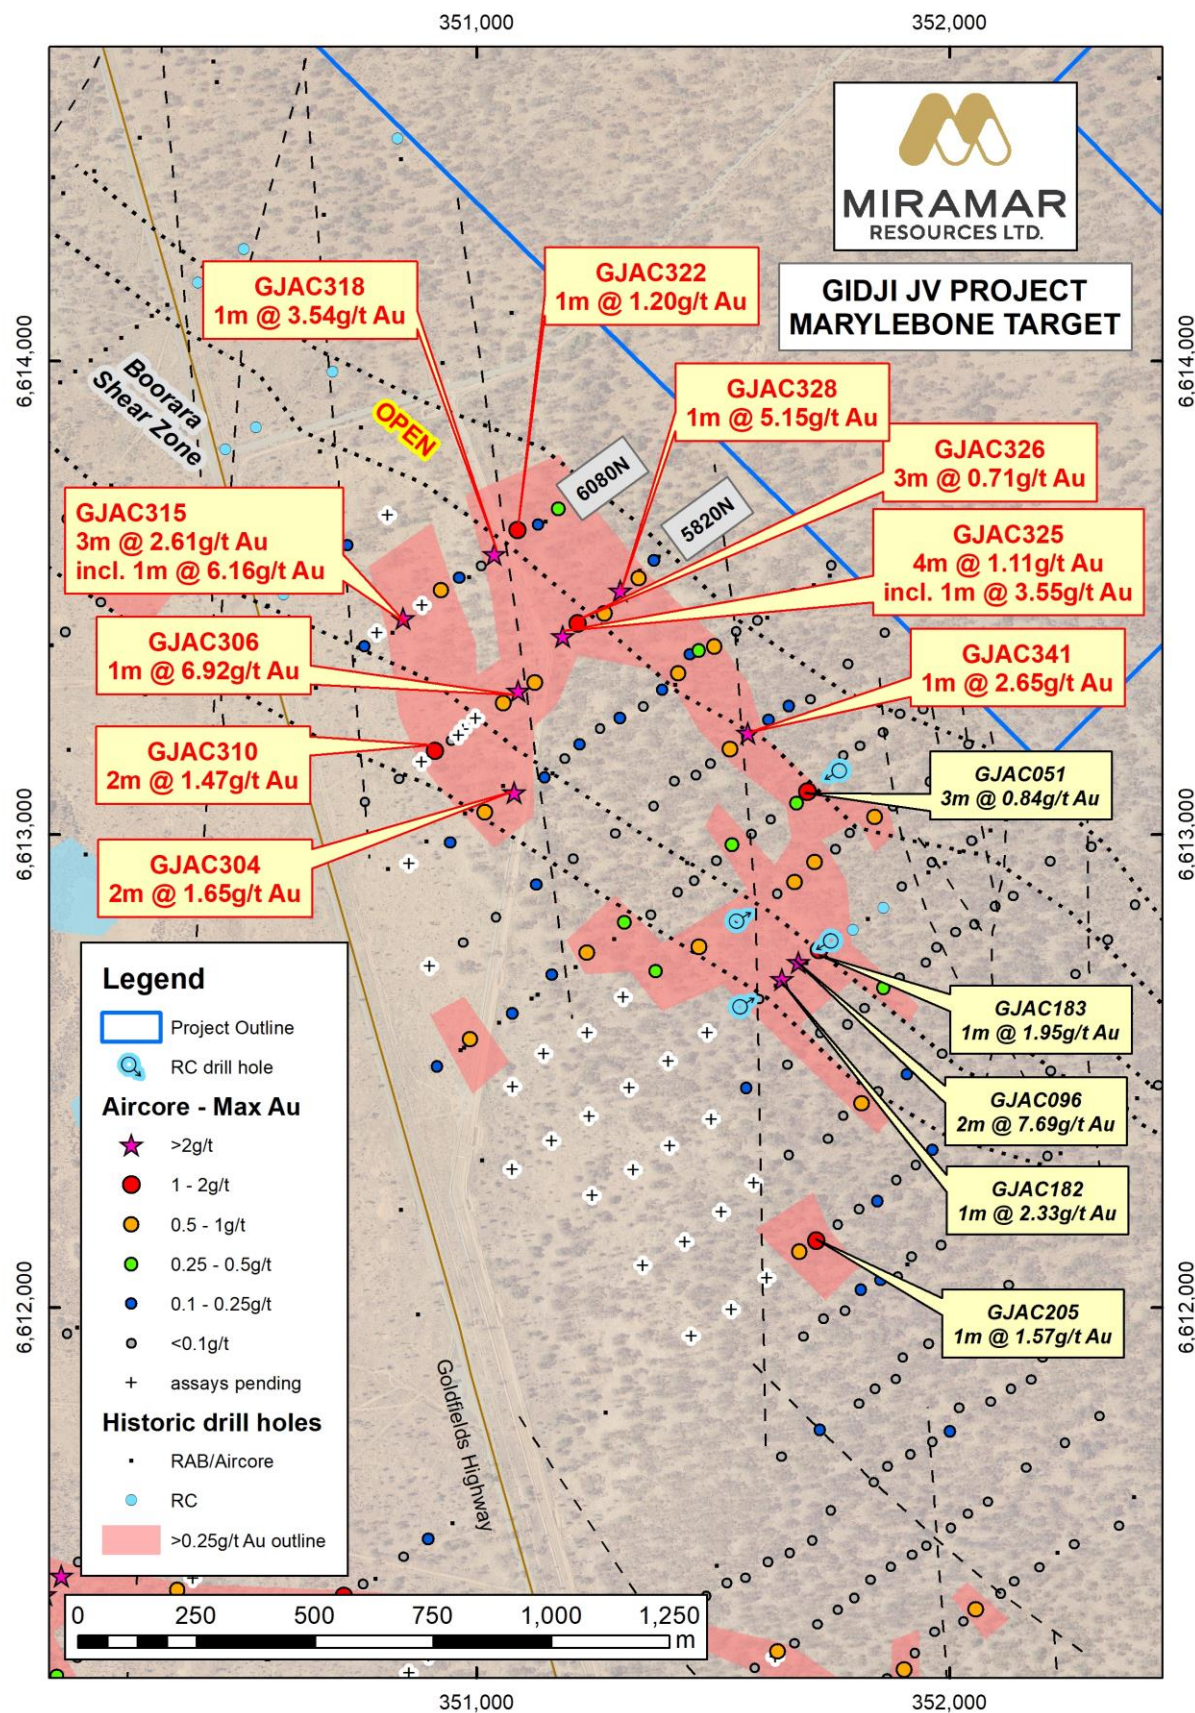 351,000
352,000
MIRAMAR
RESOURCES LTD.
GIDJI JV PROJECT
MARYLEBONE TARGET
GJAC318
1m @ 3.54g/t Au
GJAC322
1m @ 1.20g/t Au
6,614,000
6,614,000
Boorara
Shear Zone
OPEN
GJAC328
1m @ 5.15g/t Au
GJAC326
3m @ 0.71g/t Au
6080N
5820N
GJAC315
3m @ 2.61g/t Au
incl. 1m @ 6.16g/t Au
GJAC325
4m @ 1.11g/t Au
incl. 1m @ 3.55g/t Au
GJAC306
1m @ 6.92g/t Au
GJAC341
1m @ 2.65g/t Au
GJAC310
2m @ 1.47g/t Au
GJAC051
3m @ 0.84g/t Au
6,613,000
6,613,000
GJAC304
2m @ 1.65g/t Au
GJAC183
1m @ 1.95g/t Au
GJAC096
2m @ 7.69g/t Au
GJAC182
1m @ 2.33g/t Au
GJAC205
1m @ 1.57g/t Au
6,612,000
6,612,000
Legend
Project Outline
RC drill hole
Aircore - Max Au
>2g/t
1 - 2g/t
0.5 - 1g/t
0.25 - 0.5g/t
0.1 - 0.25g/t
<0.1g/t
assays pending
Historic drill holes
RAB/Aircore
RC
>0.25g/t Au outline
Goldfields Highway
0 250 500 750 1,000 1,250
m
351,000
352,000